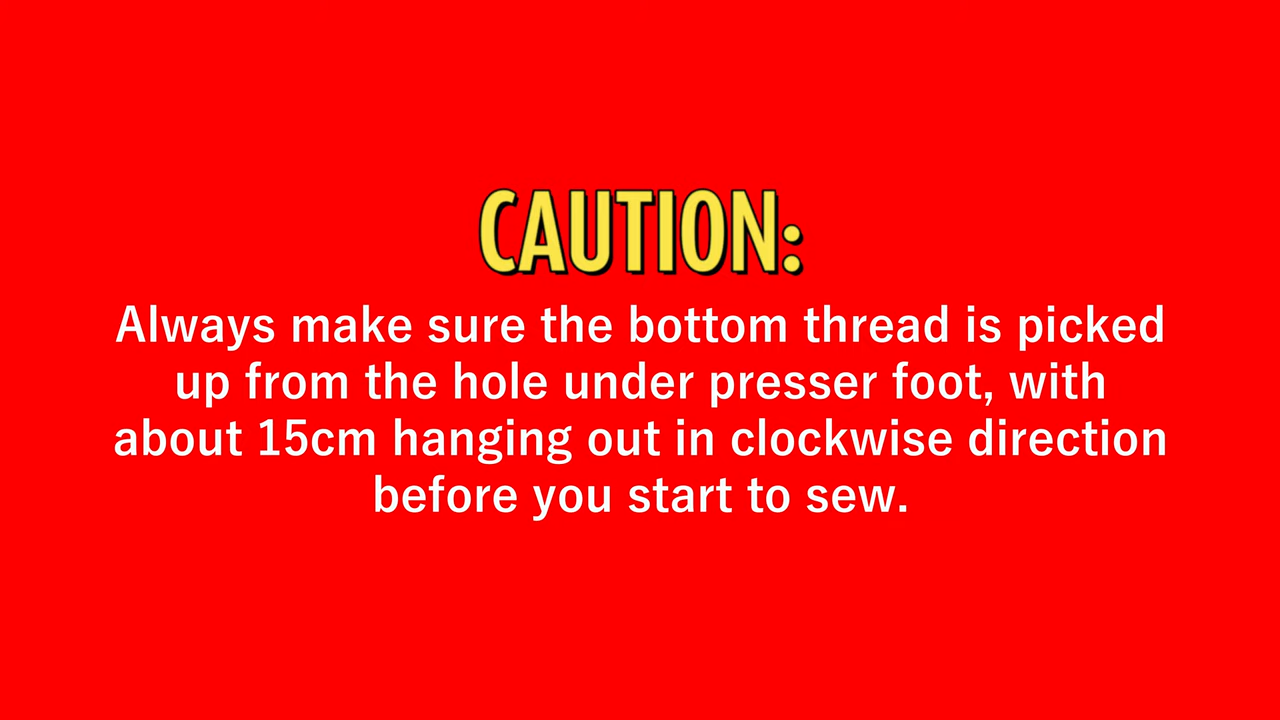 CAUTION:
Always make sure the bottom thread is picked
up from the hole under presser foot, with
about 15cm hanging out in clockwise direction
before you start to sew.